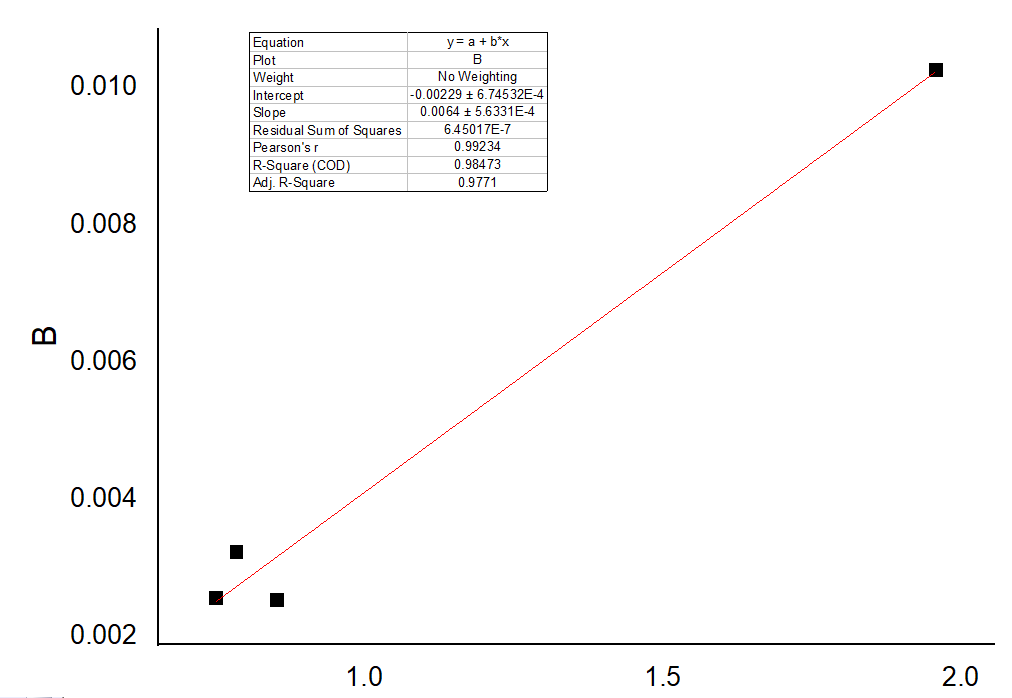 Equation y = a + b*x
Plot B
Weight No Weighting
Intercept -0.00229 ± 6.74532E-4
Slope 0.0064 ± 5.6331E-4
Residual Sum of Squares 6.45017E-7
Pearson's r 0.99234
R-Square (COD) 0.98473
Adj. R-Square 0.9771
0.010
0.008
B
0.006
0.004
0.002
1.0 1.5 2.0